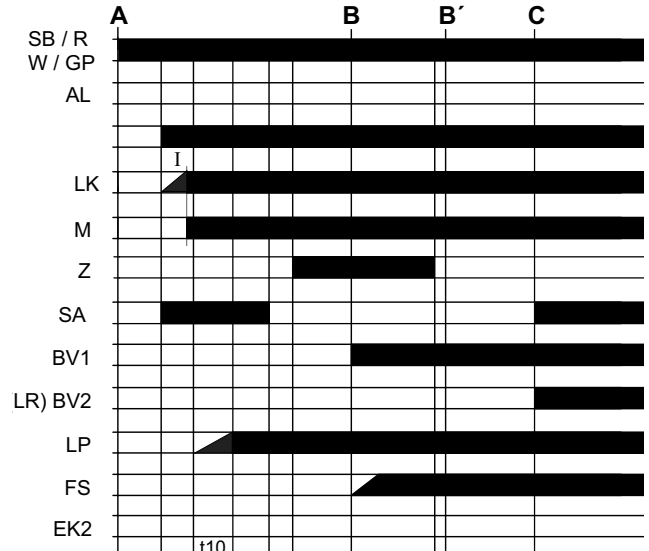 A B B´ C
SB / R
W / GP
AL
I
LK
M
Z
SA
BV1
LR) BV2
LP
FS
EK2
t10